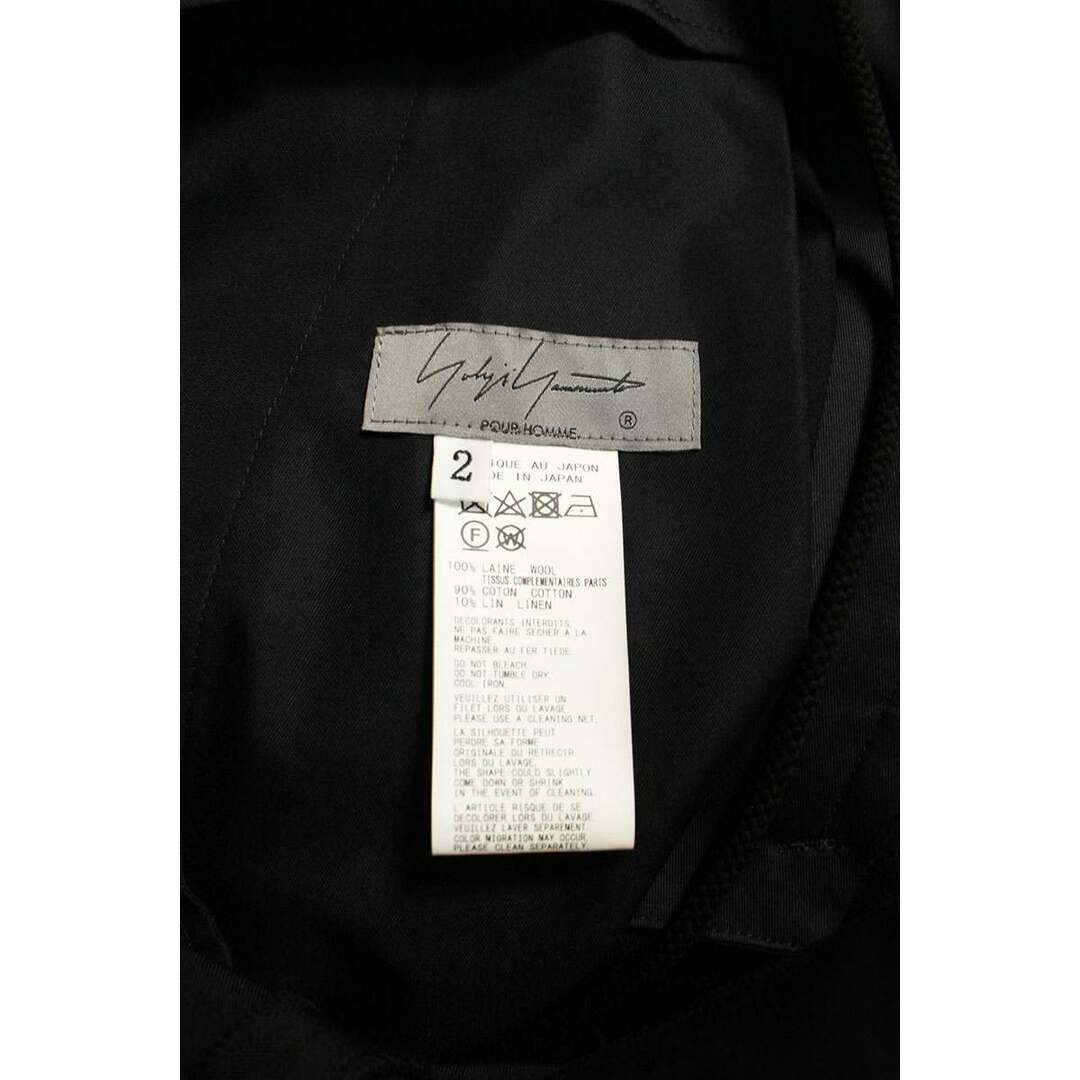 Yohji Yamamoto
POUR HOMME.
®
2
IQUE AU JAPON
DE IN JAPAN
F
W
100% LAINE WOOL
TISSUS COMPLEMENTAIRES PARTS
90% COTON COTTON
10% LIN LINEN
DECOLORANTS INTERDITS.
NE PAS FAIRE SECHER A LA
MACHINE
REPASSER AU FER TIEDE.
DO NOT BLEACH.
DO NOT TUMBLE DRY.
COOL IRON.
VEUILLEZ UTILISER UN
FILET LORS DU LAVAGE
PLEASE USE A CLEANING NET.
LA SILHOUETTE PEUT
PERDRE SA FORME
ORIGINALE OU RETRECIR
LORS DU LAVAGE.
THE SHAPE COULD SLIGHTLY
COME DOWN OR SHRINK
IN THE EVENT OF CLEANING.
L ARTICLE RISQUE DE SE
DECOLORER LORS DU LAVAGE
VEUILLEZ LAVER SEPAREMENT.
COLOR MIGRATION MAY OCCUR.
PLEASE CLEAN SEPARATELY.